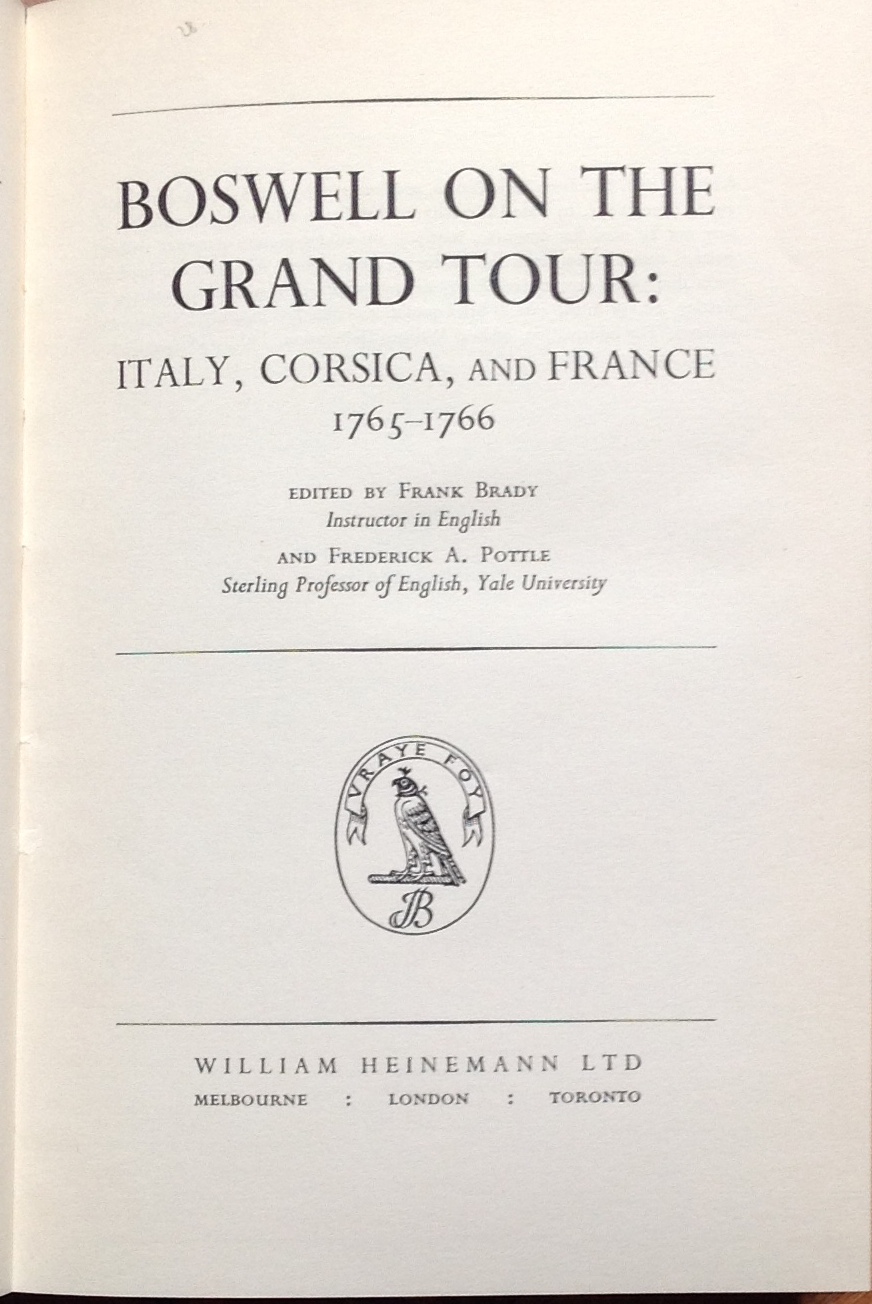 BOSWELL ON THE
GRAND TOUR:
ITALY, CORSICA, AND FRANCE
1765–1766
EDITED BY FRANK BRADY
Instructor in English
AND FREDERICK A. POTTLE
Sterling Professor of English, Yale University
VRAYE FOY
JB
WILLIAM HEINEMANN LTD
MELBOURNE : LONDON : TORONTO